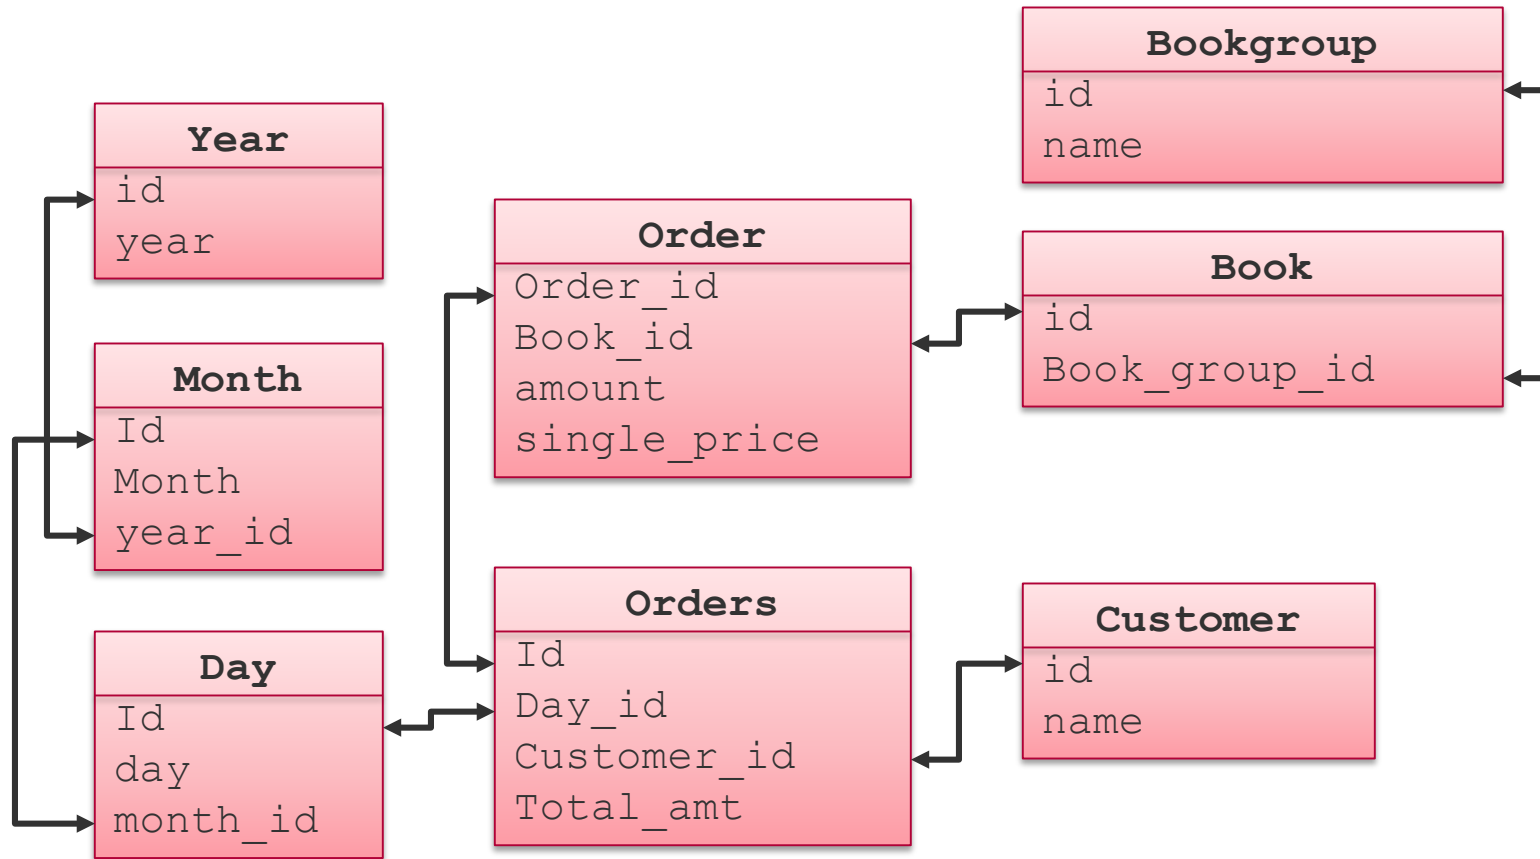 Year
id
year
Month
Id
Month
year_id
Day
Id
day
month_id
Order
Order_id
Book_id
amount
single_price
Orders
Id
Day_id
Customer_id
Total_amt
Bookgroup
id
name
Book
id
Book_group_id
Customer
id
name